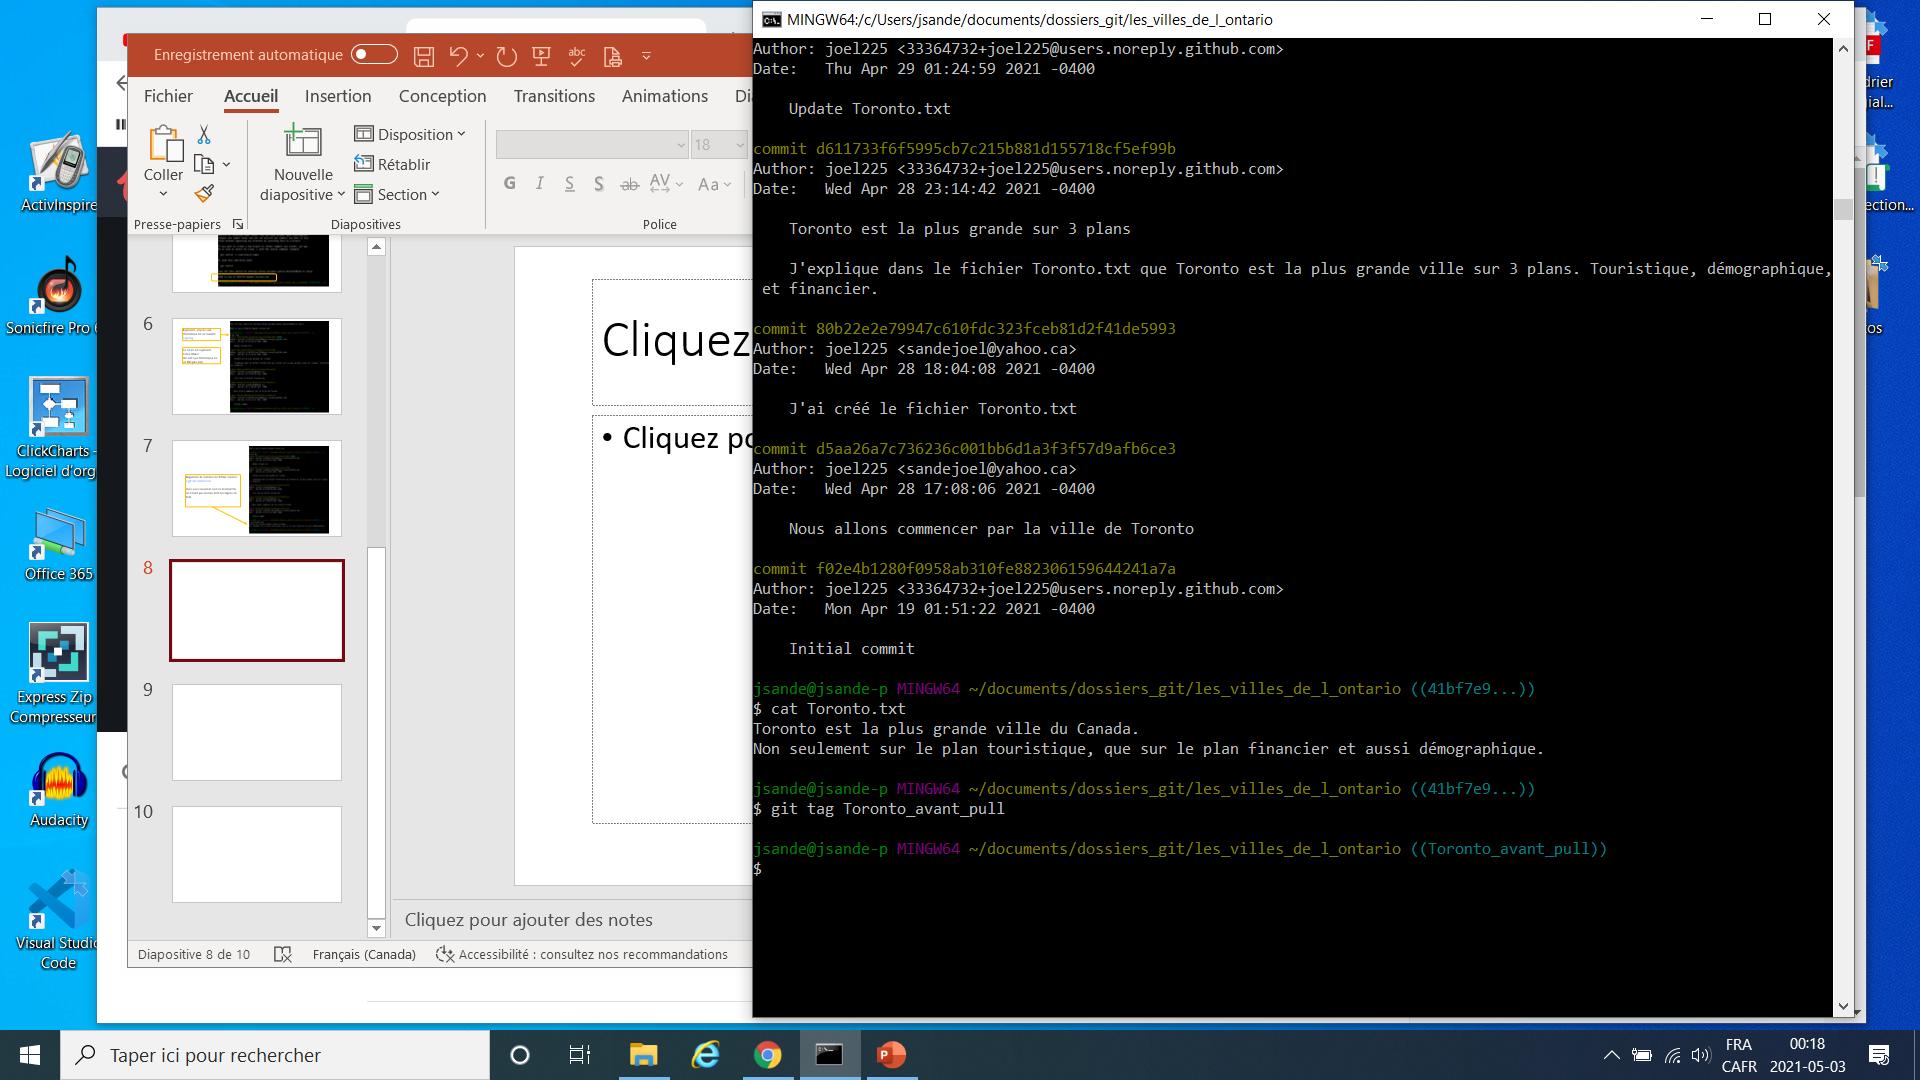 MINGW64:/c/Users/jsande/documents/dossiers_git/les_villes_de_l_ontario
Author: joel225 <33364732+joel225@users.noreply.github.com>
Date:   Thu Apr 29 01:24:59 2021 -0400
Update Toronto.txt
commit d611733f6f5995cb7c215b881d155718cf5ef99b
Author: joel225 <33364732+joel225@users.noreply.github.com>
Date:   Wed Apr 28 23:14:42 2021 -0400
Toronto est la plus grande sur 3 plans
J'explique dans le fichier Toronto.txt que Toronto est la plus grande ville sur 3 plans. Touristique, démographique,
et financier.
commit 80b22e2e79947c610fdc323fceb81d2f41de5993
Author: joel225 <sandejoel@yahoo.ca>
Date:   Wed Apr 28 18:04:08 2021 -0400
J'ai créé le fichier Toronto.txt
commit d5aa26a7c736236c001bb6d1a3f3f57d9afb6ce3
Author: joel225 <sandejoel@yahoo.ca>
Date:   Wed Apr 28 17:08:06 2021 -0400
Nous allons commencer par la ville de Toronto
commit f02e4b1280f0958ab310fe882306159644241a7a
Author: joel225 <33364732+joel225@users.noreply.github.com>
Date:   Mon Apr 19 01:51:22 2021 -0400
Initial commit
jsande@jsande-p MINGW64 ~/documents/dossiers_git/les_villes_de_l_ontario ((41bf7e9...))
$ cat Toronto.txt
Toronto est la plus grande ville du Canada.
Non seulement sur le plan touristique, que sur le plan financier et aussi démographique.
jsande@jsande-p MINGW64 ~/documents/dossiers_git/les_villes_de_l_ontario ((41bf7e9...))
$ git tag Toronto_avant_pull
jsande@jsande-p MINGW64 ~/documents/dossiers_git/les_villes_de_l_ontario ((Toronto_avant_pull))
$
Enregistrement automatique
Fichier Accueil Insertion Conception Transitions Animations
Coller
Nouvelle
diapositive
Disposition
Rétablir
Section
18
G I S S ab AV Aa
Presse-papiers Diapositives Police
6
7
8
9
10
Cliquez
• Cliquez
Cliquez pour ajouter des notes
Diapositive 8 de 10 Français (Canada) Accessibilité : consultez nos recommandations
ActivInspire
Sonicfire Pro
ClickCharts -
Logiciel d'org
Office 365
Express Zip
Compresseur
Audacity
Visual Studio
Code
Taper ici pour rechercher
FRA
CAFR
00:18
2021-05-03